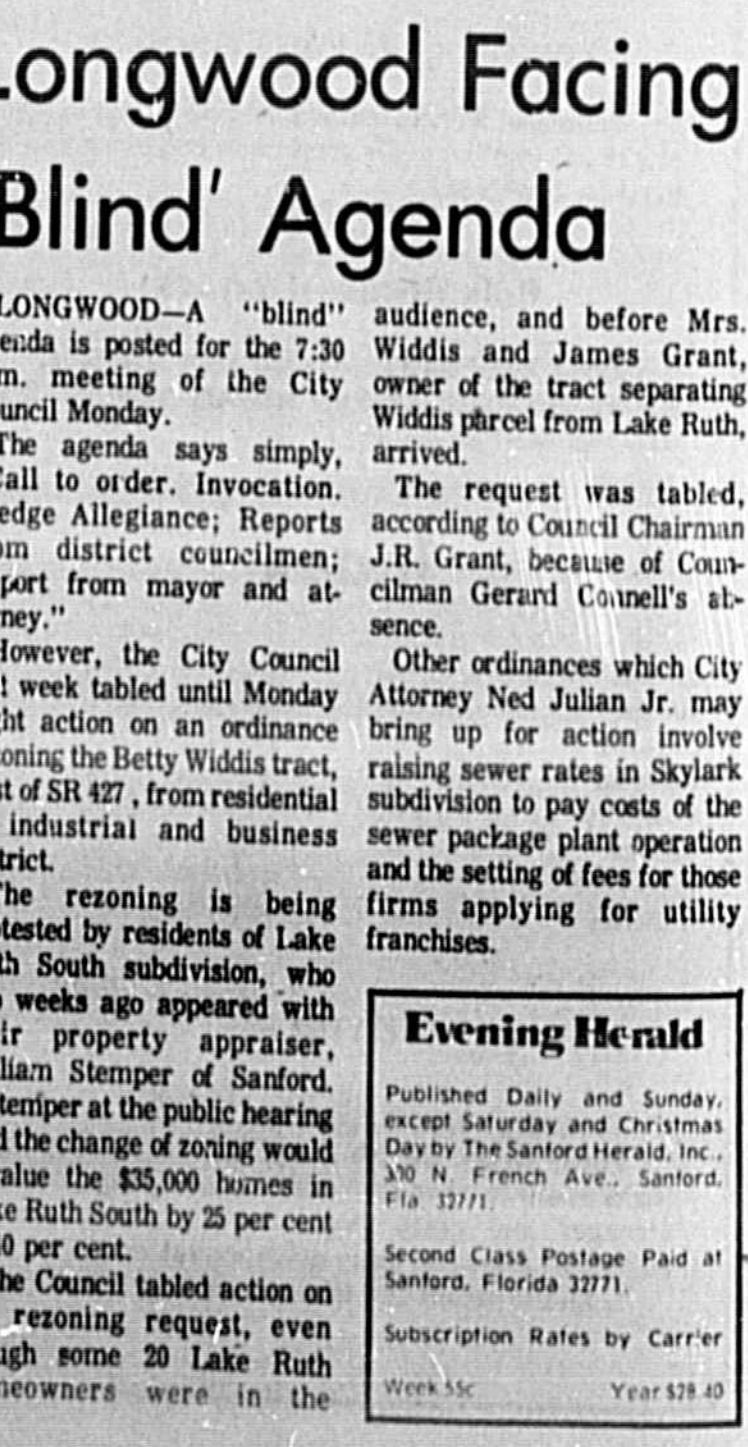 Longwood Facing
Blind' Agenda
LONGWOOD—A "blind"
enda is posted for the 7:30
m. meeting of the City
uncil Monday.
The agenda says simply,
Call to order. Invocation.
edge Allegiance; Reports
om district councilmen;
port from mayor and at-
ney."
However, the City Council
t week tabled until Monday
ght action on an ordinance
oning the Betty Widdis tract,
st of SR 427 , from residential
industrial and business
trict.
The rezoning is being
tested by residents of Lake
th South subdivision, who
weeks ago appeared with
ir property appraiser,
lliam Stemper of Sanford.
temper at the public hearing
d the change of zoning would
alue the $35,000 homes in
ke Ruth South by 25 per cent
0 per cent.
he Council tabled action on
rezoning request, even
ugh some 20 Lake Ruth
meowners were in the
audience, and before Mrs.
Widdis and James Grant,
owner of the tract separating
Widdis parcel from Lake Ruth,
arrived.
The request was tabled,
according to Council Chairman
J.R. Grant, because of Coun-
cilman Gerard Connell's ab-
sence.
Other ordinances which City
Attorney Ned Julian Jr. may
bring up for action involve
raising sewer rates in Skylark
subdivision to pay costs of the
sewer package plant operation
and the setting of fees for those
firms applying for utility
franchises.
Evening Herald
Published Daily and Sunday,
except Saturday and Christmas
Day by The Sanford Herald, Inc.,
300 N. French Ave., Sanford,
Fla. 32771.
Second Class Postage Paid at
Sanford, Florida 32771.
Subscription Rates by Carrier
Week 55c Year $28.40